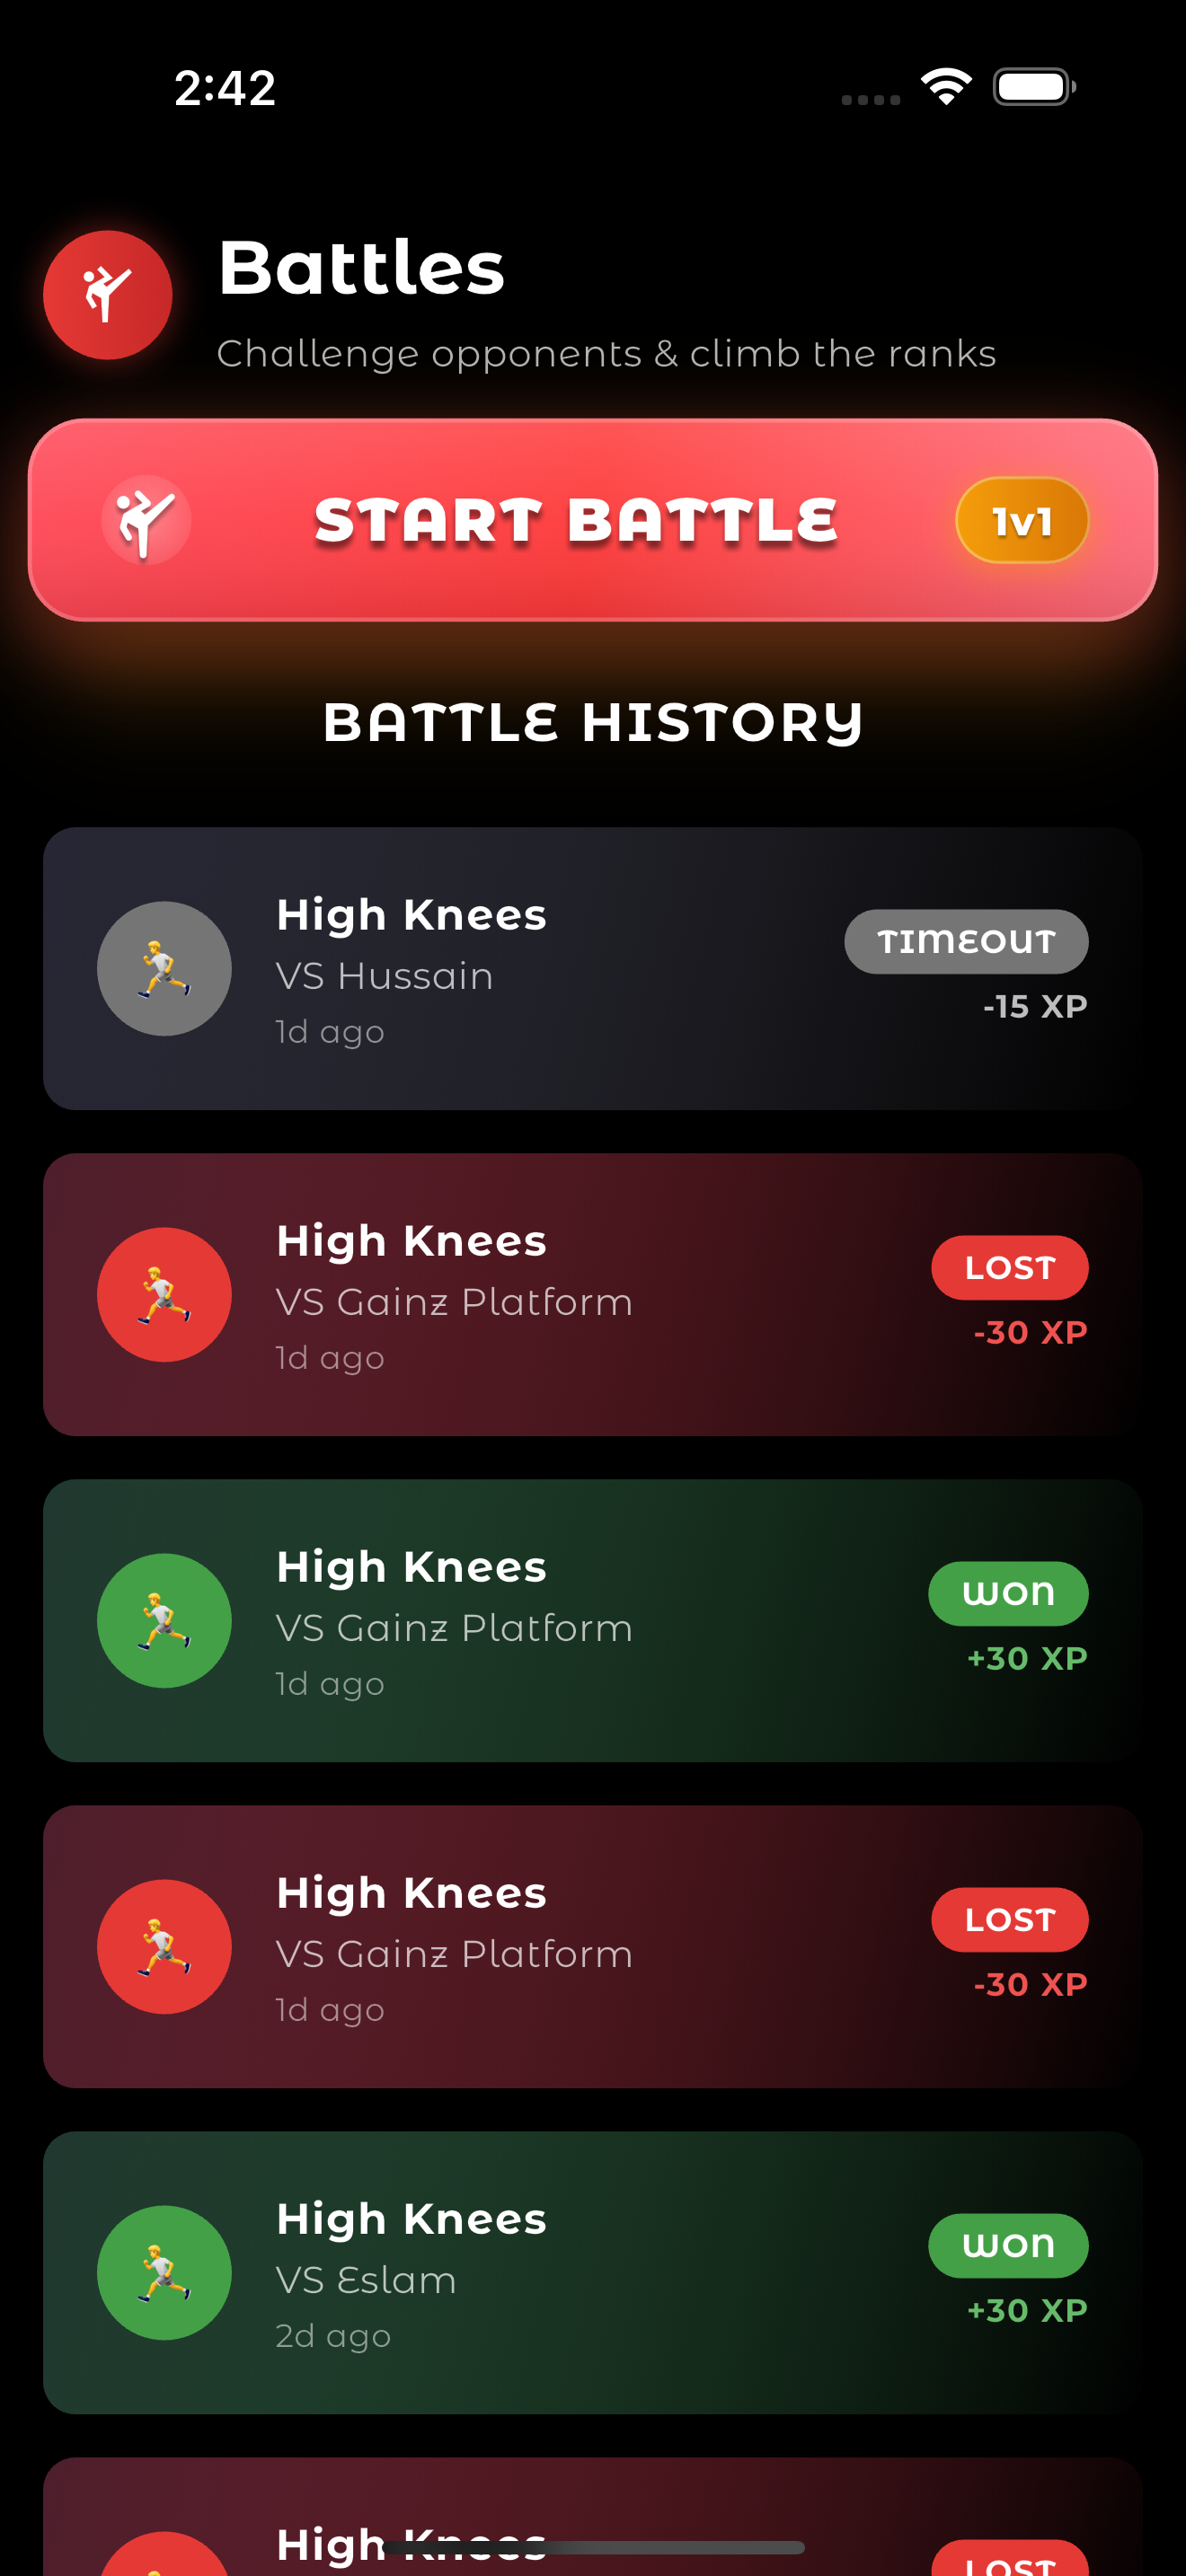 2:42
Battles
Challenge opponents & climb the ranks
START BATTLE
1v1
BATTLE HISTORY
High Knees
VS Hussain
1d ago
TIMEOUT
-15 XP
High Knees
VS Gainz Platform
1d ago
LOST
-30 XP
High Knees
VS Gainz Platform
1d ago
WON
+30 XP
High Knees
VS Gainz Platform
1d ago
LOST
-30 XP
High Knees
VS Eslam
2d ago
WON
+30 XP
High Knees
LOST